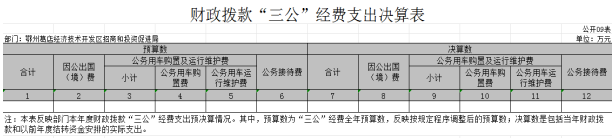 财政拨款“三公”经费支出决算表
公开09表
部门：鄂州葛店经济技术开发区招商和投资促进局
单位：万元
预算数 决算数
合计 因公出国（境）费 公务用车购置及运行维护费 公务接待费 合计 因公出国（境）费 公务用车购置及运行维护费 公务接待费
小计 公务用车购置费 公务用车运行维护费 小计 公务用车购置费 公务用车运行维护费
1 2 3 4 5 6 7 8 9 10 11 12
注：本表反映部门本年度财政拨款“三公”经费支出预决算情况。其中，预算数为“三公”经费全年预算数，反映按规定程序调整后的预算数；决算数是包括当年财政拨
款和以前年度结转资金安排的实际支出。